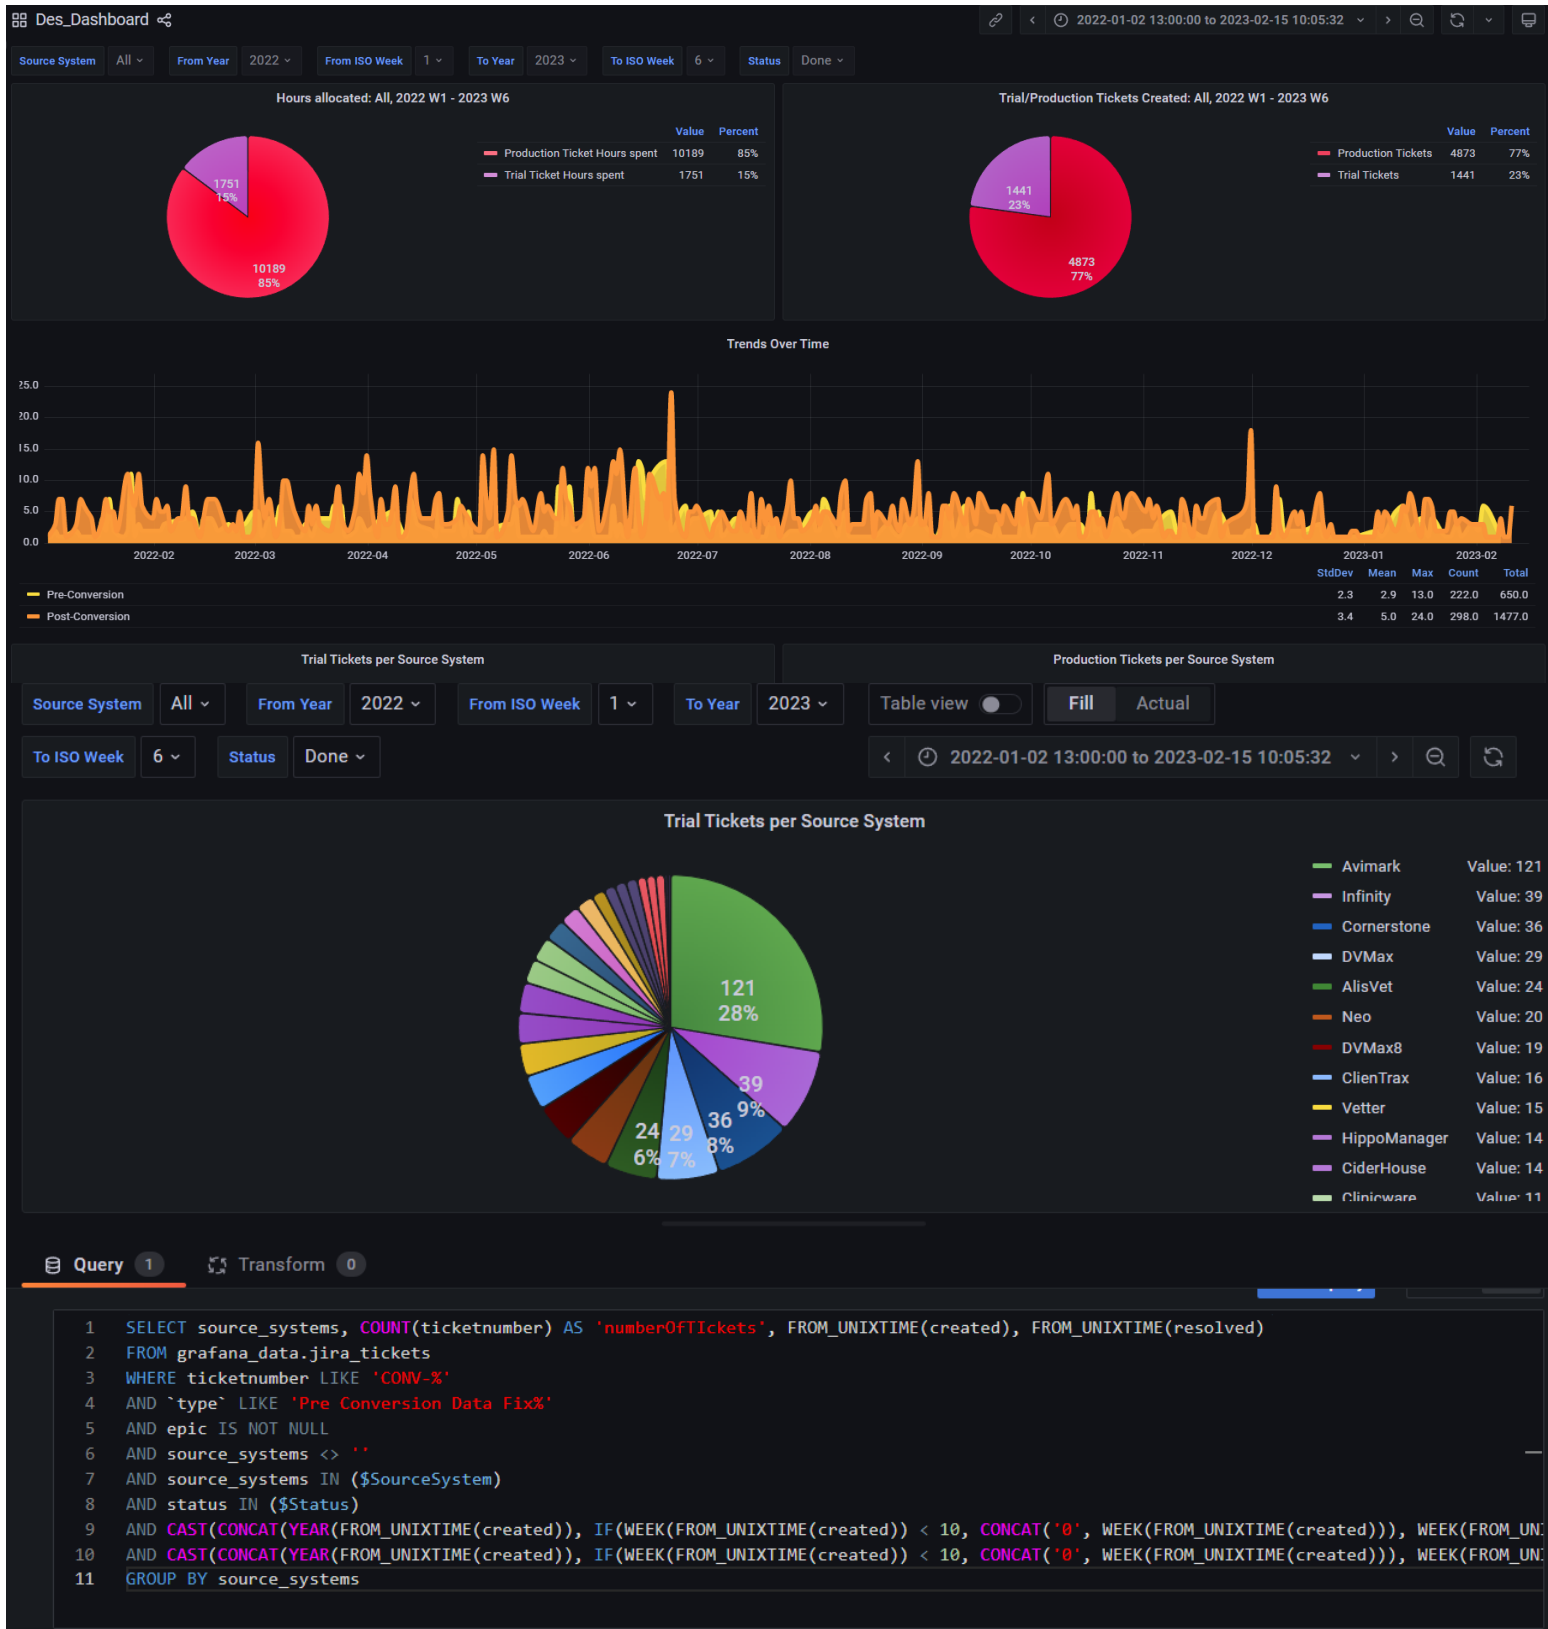 Des_Dashboard
2022-01-02 13:00:00 to 2023-02-15 10:05:32
Source System All From Year 2022 From ISO Week 1 To Year 2023 To ISO Week 6 Status Done
Hours allocated: All, 2022 W1 - 2023 W6
Value Percent
Production Ticket Hours spent 10189 85%
Trial Ticket Hours spent 1751 15%
1751
15%
10189
85%
Trial/Production Tickets Created: All, 2022 W1 - 2023 W6
Value Percent
Production Tickets 4873 77%
Trial Tickets 1441 23%
1441
23%
4873
77%
Trends Over Time
25.0
20.0
15.0
10.0
5.0
0.0
2022-02 2022-03 2022-04 2022-05 2022-06 2022-07 2022-08 2022-09 2022-10 2022-11 2022-12 2023-01 2023-02
StdDev Mean Max Count Total
Pre-Conversion 2.3 2.9 13.0 222.0 650.0
Post-Conversion 3.4 5.0 24.0 298.0 1477.0
Trial Tickets per Source System
Production Tickets per Source System
Source System All From Year 2022 From ISO Week 1 To Year 2023 Table view Fill Actual
To ISO Week 6 Status Done 2022-01-02 13:00:00 to 2023-02-15 10:05:32
Trial Tickets per Source System
121
28%
39
9%
36
8%
29
7%
24
6%
Avimark Value: 121
Infinity Value: 39
Cornerstone Value: 36
DVMax Value: 29
AlisVet Value: 24
Neo Value: 20
DVMax8 Value: 19
ClienTrax Value: 16
Vetter Value: 15
HippoManager Value: 14
CiderHouse Value: 14
Clinicware Value: 11
Query 1 Transform 0
1 SELECT source_systems, COUNT(ticketnumber) AS 'numberOfTIckets', FROM_UNIXTIME(created), FROM_UNIXTIME(resolved)
2 FROM grafana_data.jira_tickets
3 WHERE ticketnumber LIKE 'CONV-%'
4 AND `type` LIKE 'Pre Conversion Data Fix%'
5 AND epic IS NOT NULL
6 AND source_systems <> ''
7 AND source_systems IN ($SourceSystem)
8 AND status IN ($Status)
9 AND CAST(CONCAT(YEAR(FROM_UNIXTIME(created)), IF(WEEK(FROM_UNIXTIME(created)) < 10, CONCAT('0', WEEK(FROM_UNIXTIME(created))), WEEK(FROM_UN
10 AND CAST(CONCAT(YEAR(FROM_UNIXTIME(created)), IF(WEEK(FROM_UNIXTIME(created)) < 10, CONCAT('0', WEEK(FROM_UNIXTIME(created))), WEEK(FROM_UN
11 GROUP BY source_systems